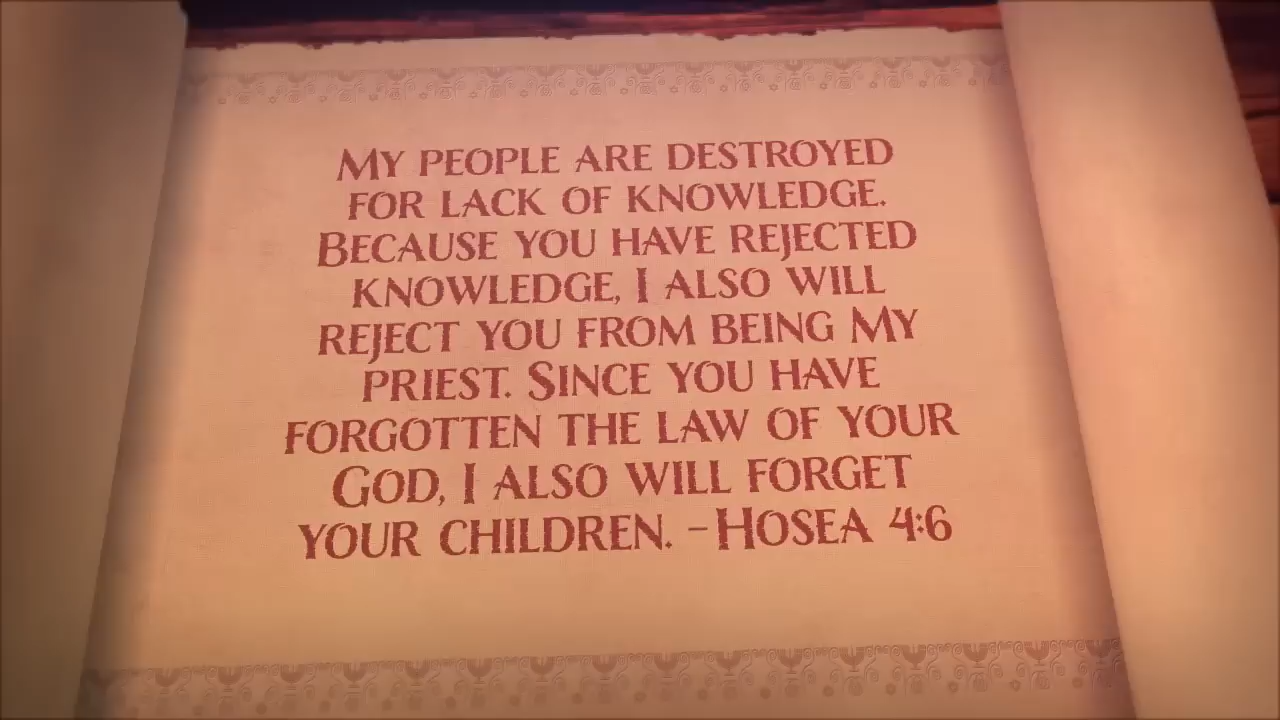 My people are destroyed
for lack of knowledge.
Because you have rejected
knowledge, I also will
reject you from being My
priest. Since you have
forgotten the law of your
God, I also will forget
your children. –Hosea 4:6